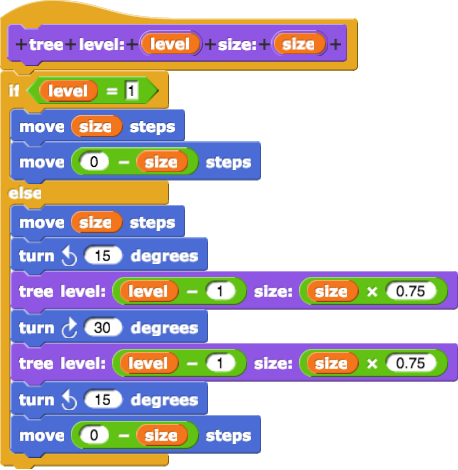 + tree + level: + level + size: + size +
if level = 1
move size steps
move 0 − size steps
else
move size steps
turn ↺ 15 degrees
tree level: level − 1 size: size × 0.75
turn ↻ 30 degrees
tree level: level − 1 size: size × 0.75
turn ↺ 15 degrees
move 0 − size steps